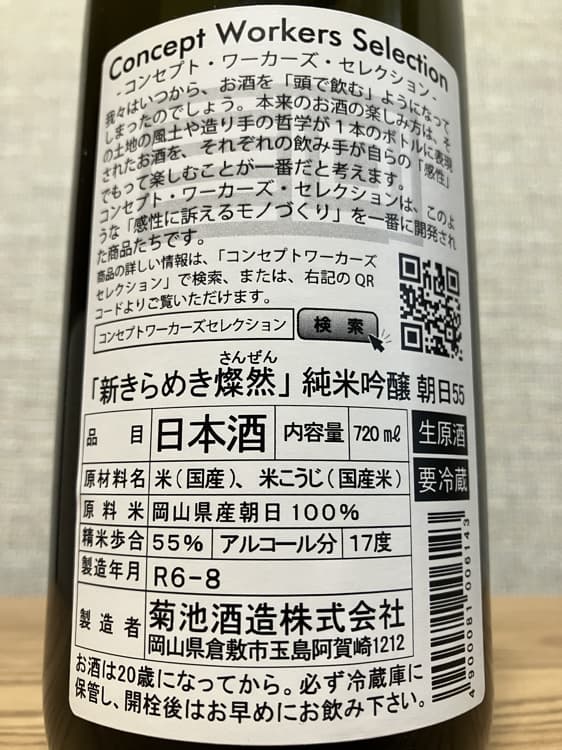 Concept Workers Selection
- コンセプト・ワーカーズ・セレクション -
我々はいつから、お酒を「頭で飲む」ようになって
しまったのでしょう。本来のお酒の楽しみ方は、そ
の土地の風土や造り手の哲学が1本のボトルに表現
されたお酒を、それぞれの飲み手が自らの「感性」
でもって楽しむことが一番だと考えます。
コンセプト・ワーカーズ・セレクションは、このよ
うな「感性に訴えるモノづくり」を一番に開発され
た商品たちです。
商品の詳しい情報は、「コンセプトワーカーズ
セレクション」で検索、または、右記のQR
コードよりご覧いただけます。
コンセプトワーカーズセレクション 検索
さんぜん
「新きらめき燦然」純米吟醸 朝日55
品目 日本酒 内容量 720㎖ 生原酒
原材料名 米(国産)、米こうじ(国産米) 要冷蔵
原料米 岡山県産朝日100%
精米歩合 55% アルコール分 17度
製造年月 R6-8
製造者 菊池酒造株式会社
岡山県倉敷市玉島阿賀崎1212
4900081006143
お酒は20歳になってから。必ず冷蔵庫に
保管し、開栓後はお早めにお飲み下さい。